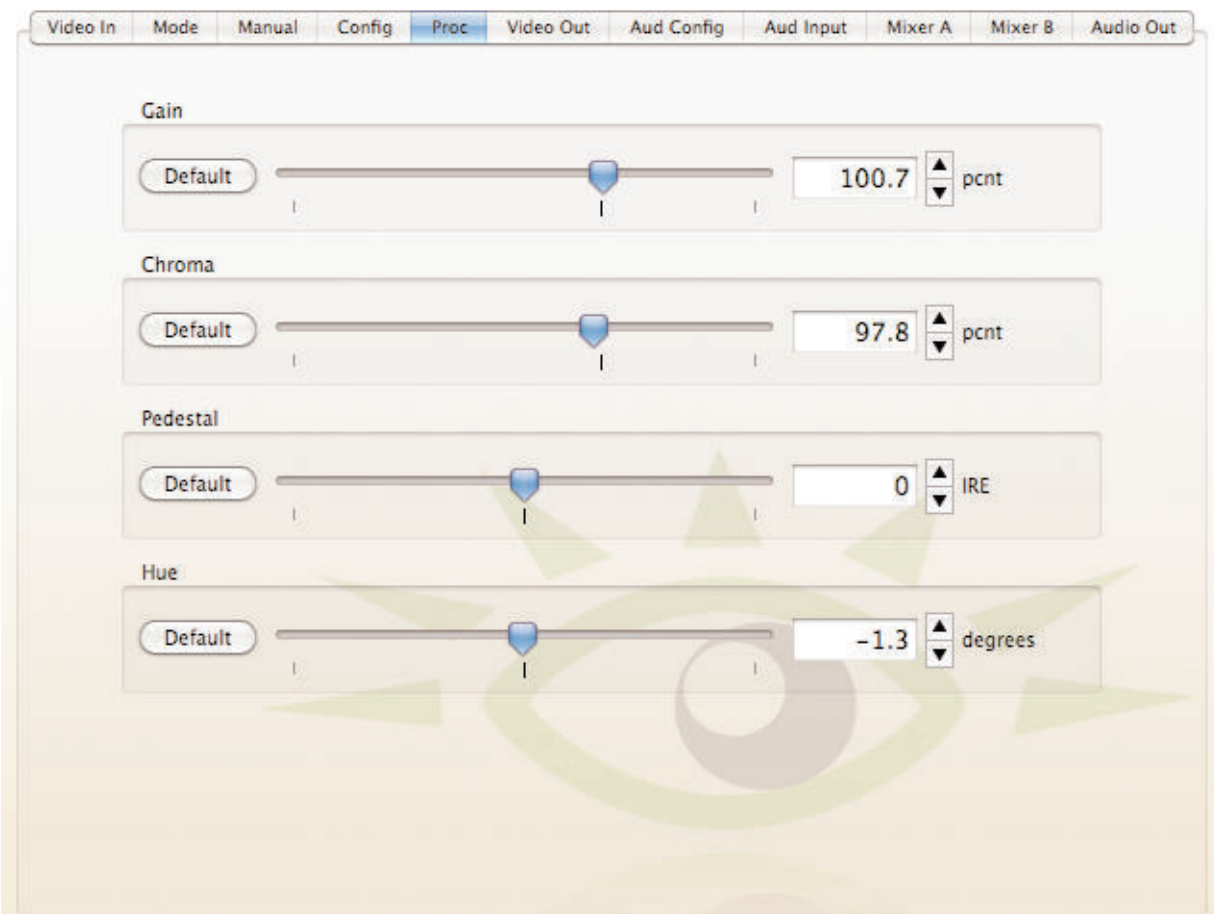 Video In Mode Manual Config Proc Video Out Aud Config Aud Input Mixer A Mixer B Audio Out
Gain
Default 100.7 pcnt
Chroma
Default 97.8 pcnt
Pedestal
Default 0 IRE
Hue
Default −1.3 degrees